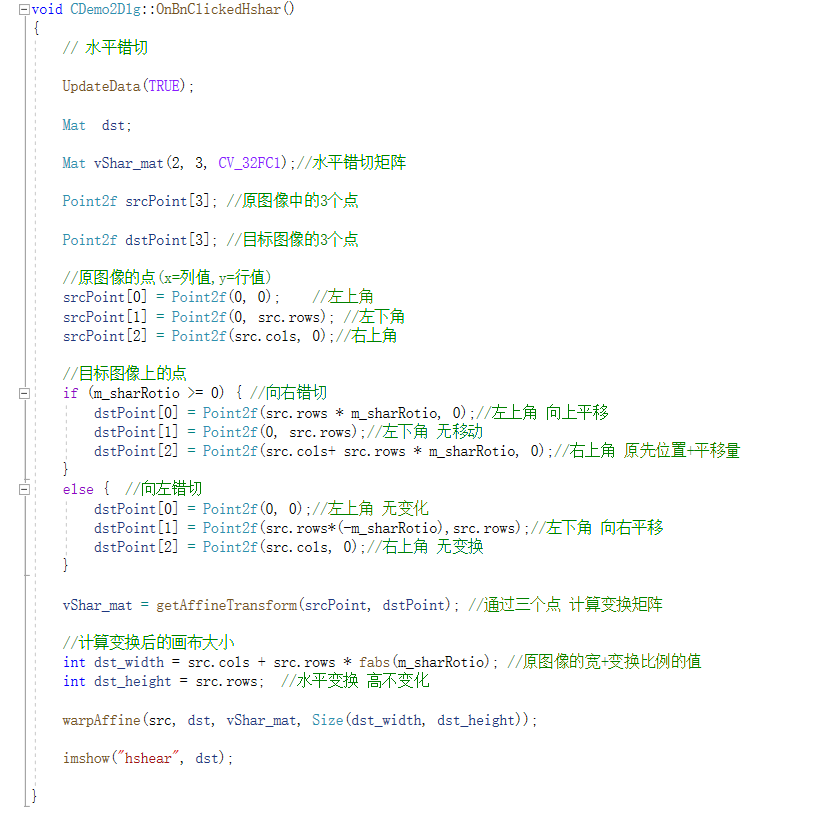 void CDemo2Dlg::OnBnClickedHshar()
{
// 水平错切
UpdateData(TRUE);
Mat  dst;
Mat vShar_mat(2, 3, CV_32FC1);//水平错切矩阵
Point2f srcPoint[3]; //原图像中的3个点
Point2f dstPoint[3]; //目标图像的3个点
//原图像的点(x=列值,y=行值)
srcPoint[0] = Point2f(0, 0);    //左上角
srcPoint[1] = Point2f(0, src.rows); //左下角
srcPoint[2] = Point2f(src.cols, 0);//右上角
//目标图像上的点
if (m_sharRotio >= 0) { //向右错切
dstPoint[0] = Point2f(src.rows * m_sharRotio, 0);//左上角 向上平移
dstPoint[1] = Point2f(0, src.rows);//左下角 无移动
dstPoint[2] = Point2f(src.cols+ src.rows * m_sharRotio, 0);//右上角 原先位置+平移量
}
else {  //向左错切
dstPoint[0] = Point2f(0, 0);//左上角 无变化
dstPoint[1] = Point2f(src.rows*(-m_sharRotio),src.rows);//左下角 向右平移
dstPoint[2] = Point2f(src.cols, 0);//右上角 无变换
}
vShar_mat = getAffineTransform(srcPoint, dstPoint); //通过三个点 计算变换矩阵
//计算变换后的画布大小
int dst_width = src.cols + src.rows * fabs(m_sharRotio); //原图像的宽+变换比例的值
int dst_height = src.rows;  //水平变换 高不变化
warpAffine(src, dst, vShar_mat, Size(dst_width, dst_height));
imshow("hshear", dst);
}